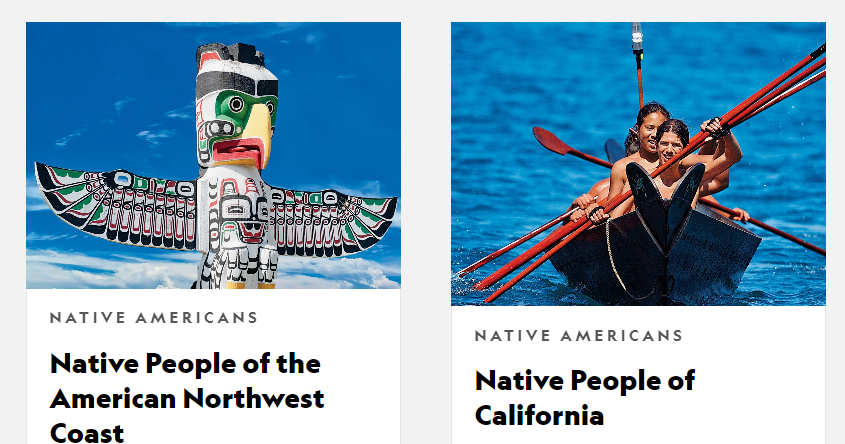 NATIVE AMERICANS
Native People of the
American Northwest
Coast
NATIVE AMERICANS
Native People of
California